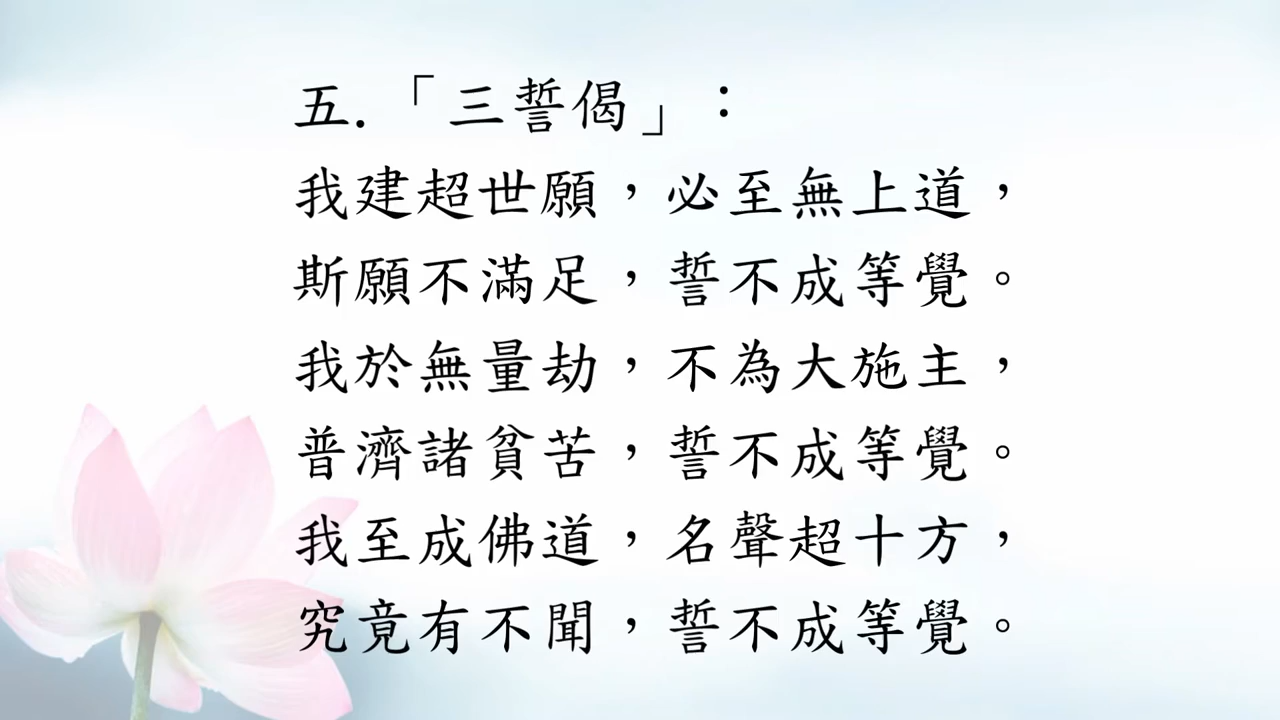 五.「三誓偈」：
我建超世願，必至無上道，
斯願不滿足，誓不成等覺。
我於無量劫，不為大施主，
普濟諸貧苦，誓不成等覺。
我至成佛道，名聲超十方，
究竟有不聞，誓不成等覺。